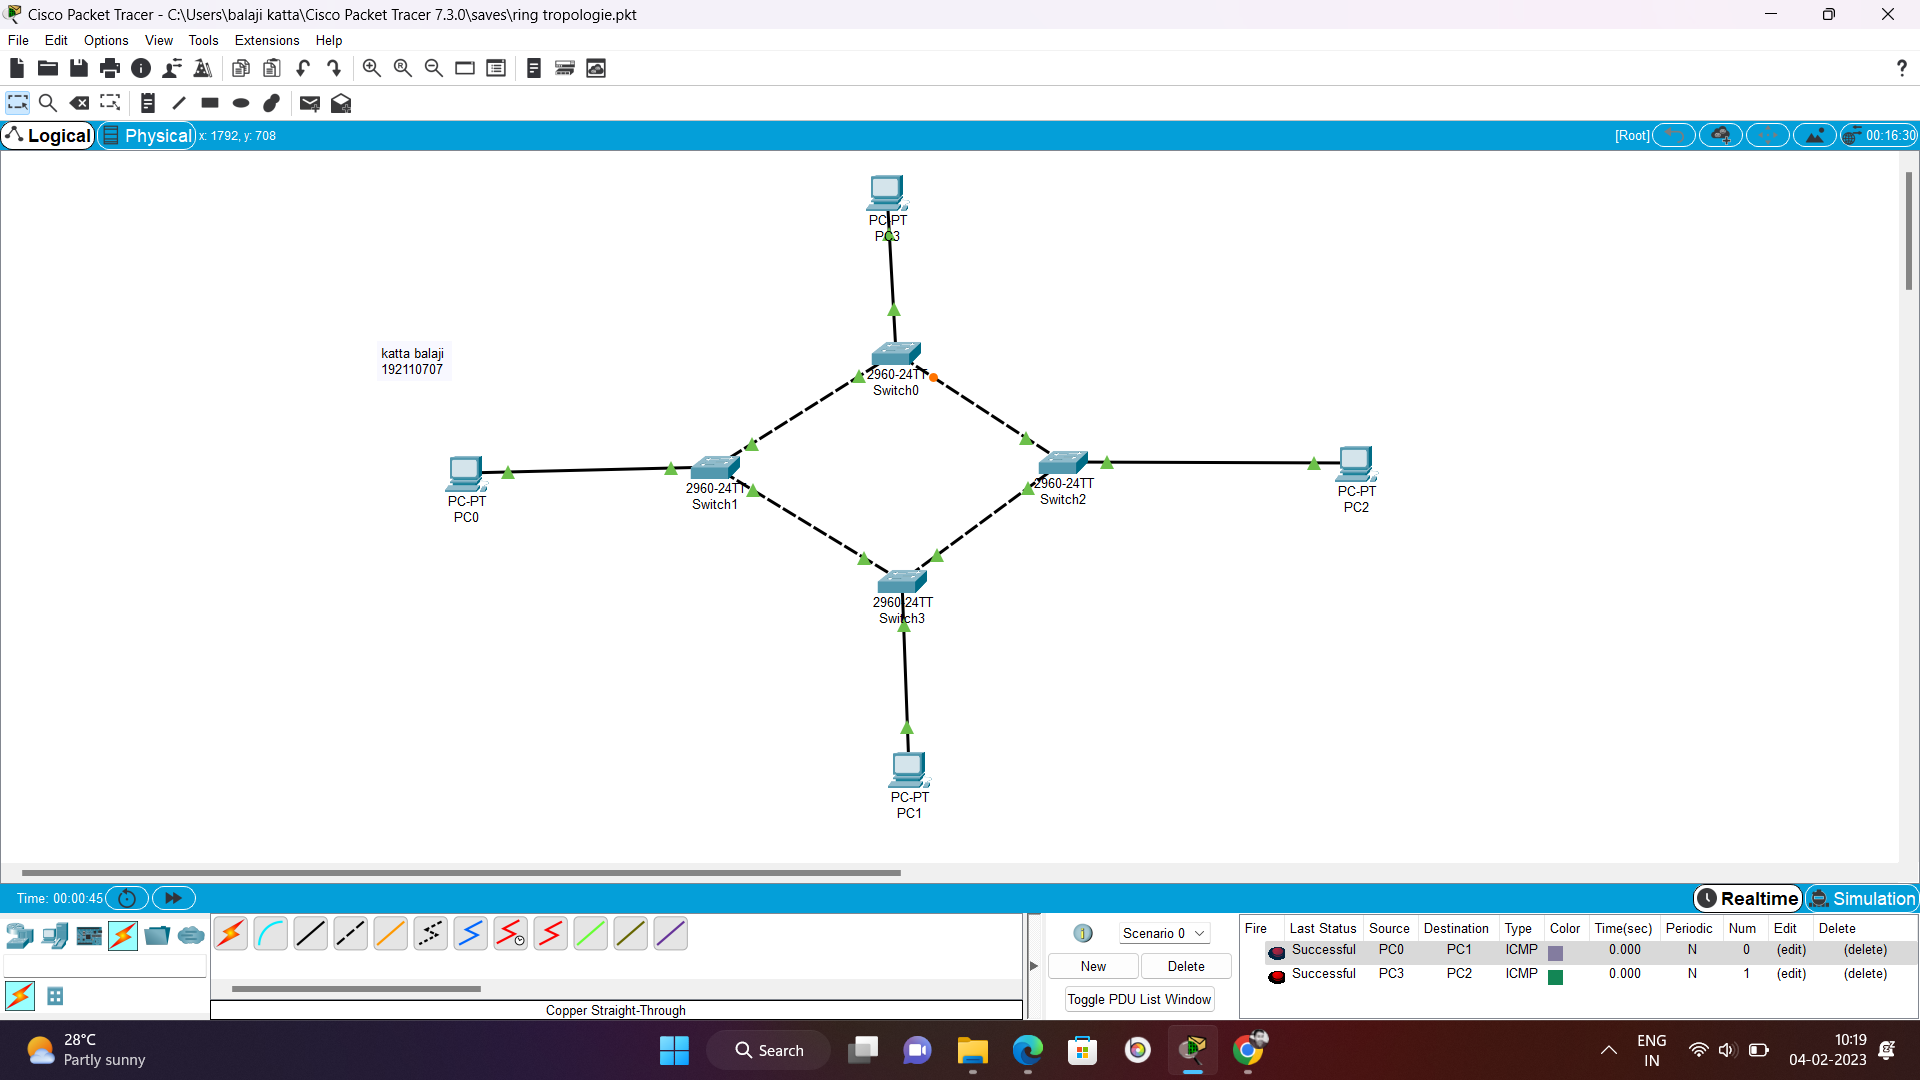 Cisco Packet Tracer - C:\Users\balaji katta\Cisco Packet Tracer 7.3.0\saves\ring tropologie.pkt
File Edit Options View Tools Extensions Help
?
Logical Physical x: 1792, y: 708 [Root] 00:16:30
PC-PT
PC3
katta balaji
192110707
2960-24TT
Switch0
PC-PT
PC0
2960-24TT
Switch1
2960-24TT
Switch2
PC-PT
PC2
2960-24TT
Switch3
PC-PT
PC1
Time: 00:00:45 Realtime Simulation
Scenario 0
New Delete
Toggle PDU List Window
Fire Last Status Source Destination Type Color Time(sec) Periodic Num Edit Delete
Successful PC0 PC1 ICMP 0.000 N 0 (edit) (delete)
Successful PC3 PC2 ICMP 0.000 N 1 (edit) (delete)
Copper Straight-Through
28°C
Partly sunny
Search
ENG
IN
10:19
04-02-2023